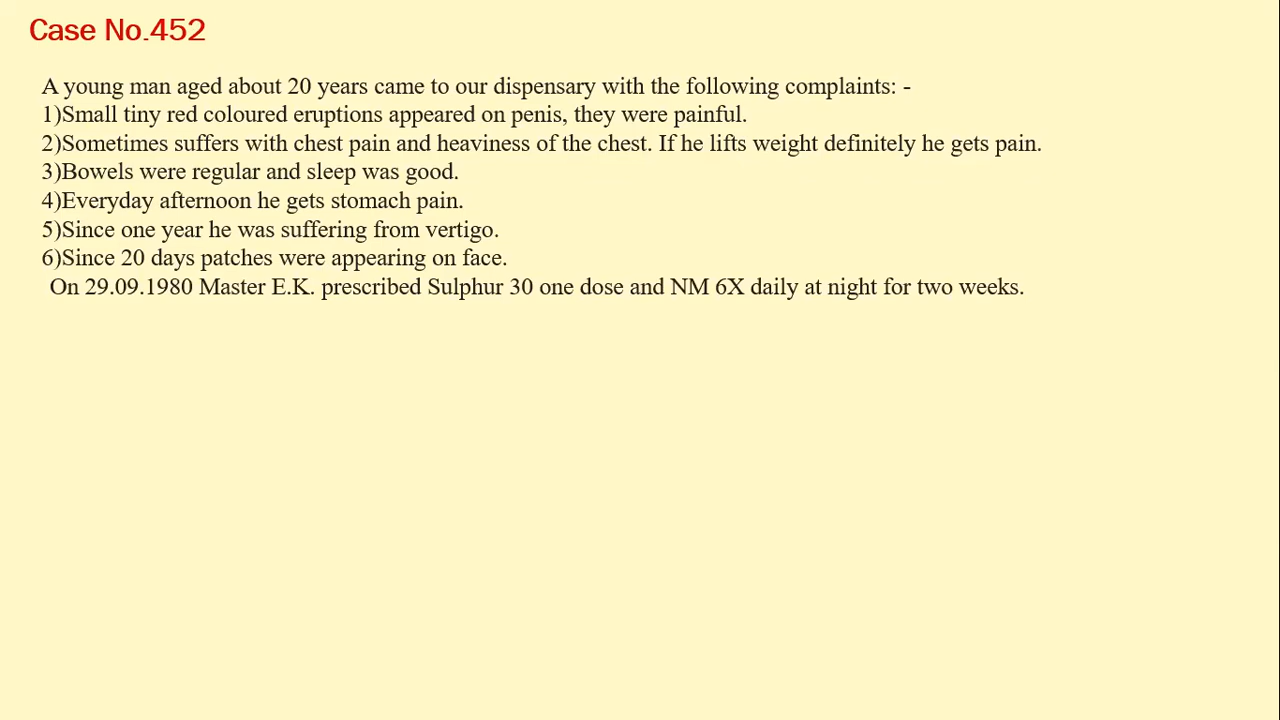 Case No.452
A young man aged about 20 years came to our dispensary with the following complaints: -
1)Small tiny red coloured eruptions appeared on penis, they were painful.
2)Sometimes suffers with chest pain and heaviness of the chest. If he lifts weight definitely he gets pain.
3)Bowels were regular and sleep was good.
4)Everyday afternoon he gets stomach pain.
5)Since one year he was suffering from vertigo.
6)Since 20 days patches were appearing on face.
On 29.09.1980 Master E.K. prescribed Sulphur 30 one dose and NM 6X daily at night for two weeks.